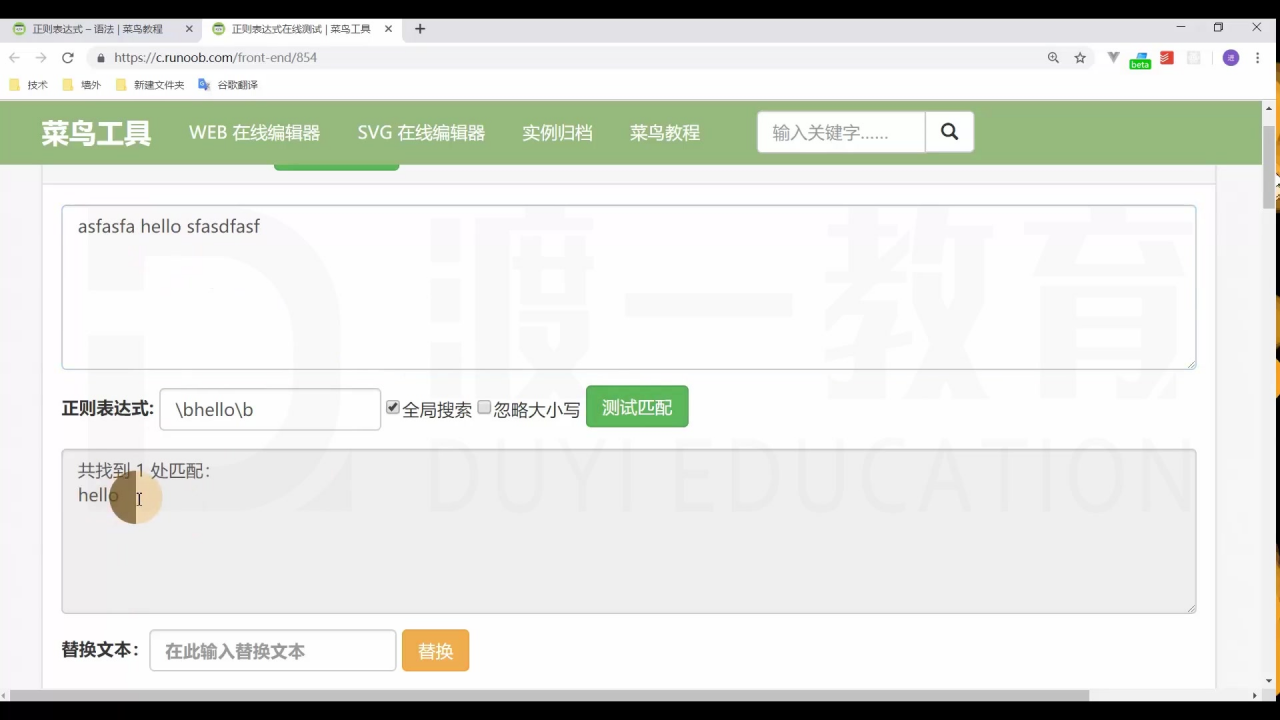 正则表达式 – 语法 | 菜鸟教程
正则表达式在线测试 | 菜鸟工具
https://c.runoob.com/front-end/854
beta
技术
墙外
新建文件夹
谷歌翻译
菜鸟工具
WEB 在线编辑器
SVG 在线编辑器
实例归档
菜鸟教程
输入关键字......
asfasfa hello sfasdfasf
渡一教育
正则表达式:
\bhello\b
全局搜索
忽略大小写
测试匹配
DUYI EDUCATION
共找到 1 处匹配：
hello
替换文本：
在此输入替换文本
替换